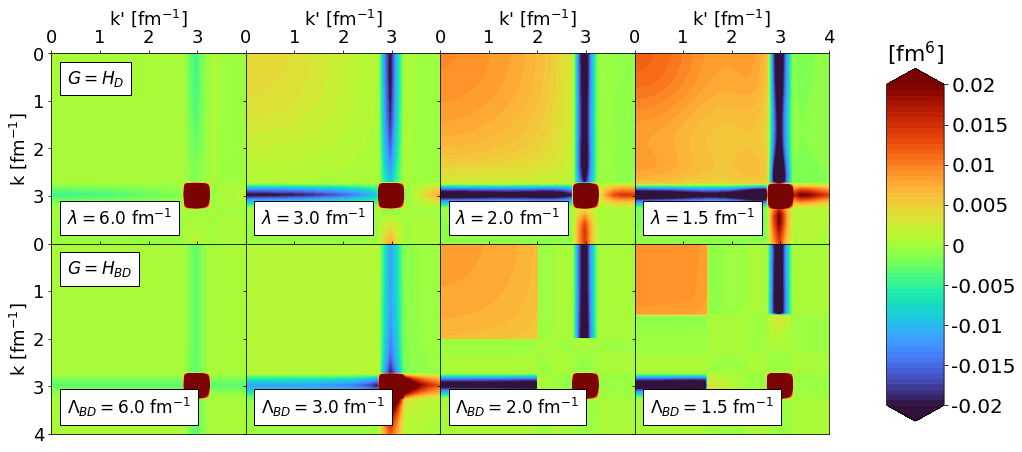 k' [fm⁻¹] k' [fm⁻¹] k' [fm⁻¹] k' [fm⁻¹]
0 1 2 3 0 1 2 3 0 1 2 3 0 1 2 3 4
[fm⁶]
0
1
2
3
k [fm⁻¹]
G = H_D
λ = 6.0 fm⁻¹
λ = 3.0 fm⁻¹
λ = 2.0 fm⁻¹
λ = 1.5 fm⁻¹
0
1
2
3
4
k [fm⁻¹]
G = H_BD
Λ_BD = 6.0 fm⁻¹
Λ_BD = 3.0 fm⁻¹
Λ_BD = 2.0 fm⁻¹
Λ_BD = 1.5 fm⁻¹
0.02
0.015
0.01
0.005
0
-0.005
-0.01
-0.015
-0.02